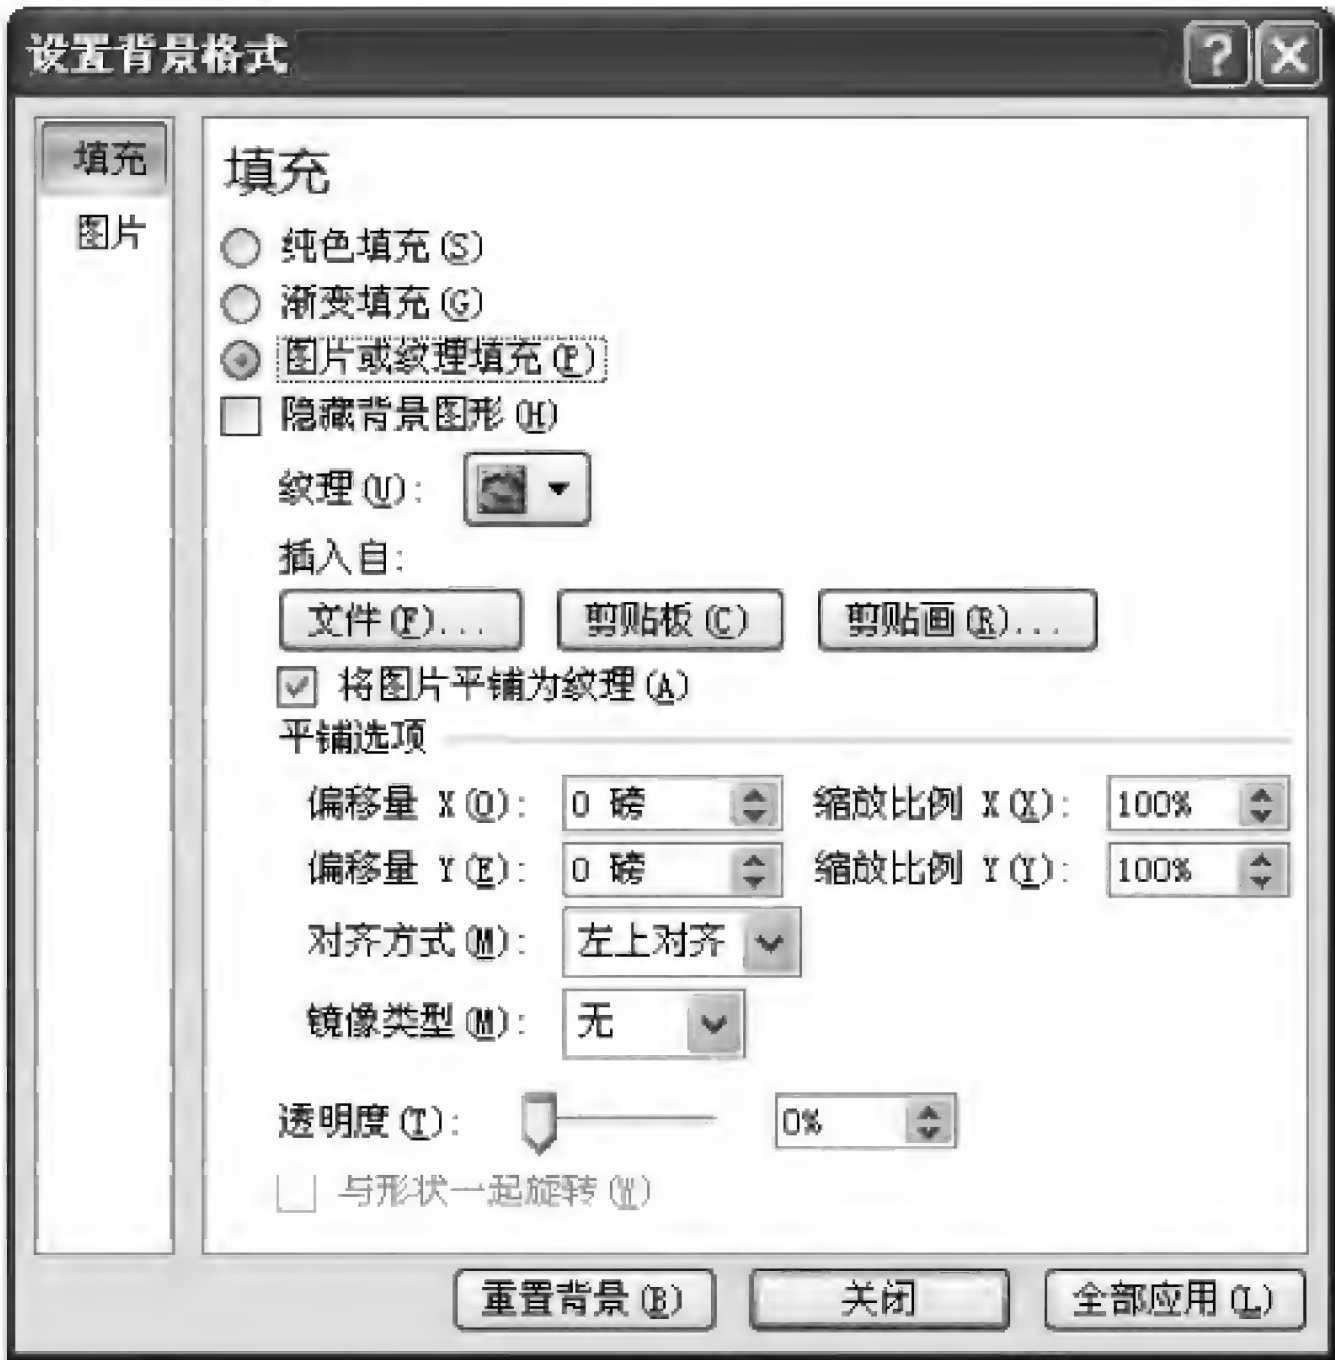 设置背景格式
填充
图片
填充
纯色填充(S)
渐变填充(G)
图片或纹理填充(P)
隐藏背景图形(H)
纹理(U):
插入自:
文件(F)... 剪贴板(C) 剪贴画(R)...
将图片平铺为纹理(A)
平铺选项
偏移量 X(O): 0 磅 缩放比例 X(X): 100%
偏移量 Y(E): 0 磅 缩放比例 Y(Y): 100%
对齐方式(M): 左上对齐
镜像类型(M): 无
透明度(T): 0%
与形状一起旋转(W)
重置背景(B) 关闭 全部应用(L)